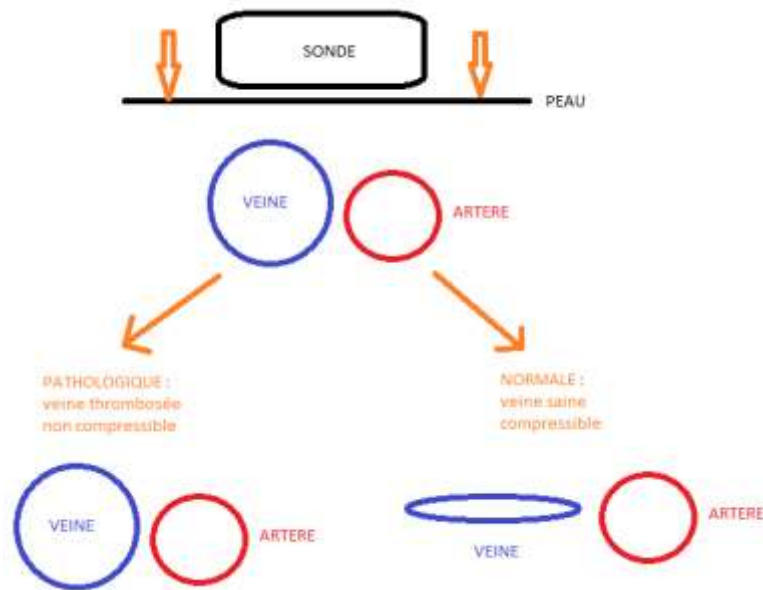 SONDE
PEAU
VEINE
ARTERE
PATHOLOGIQUE :
veine thrombosée
non compressible
NORMALE :
veine saine
compressible
VEINE
ARTERE
VEINE
ARTERE